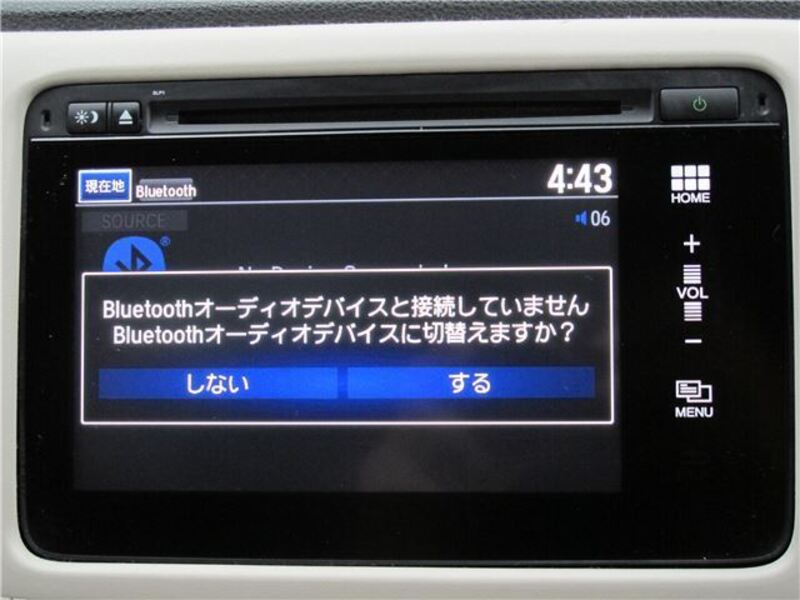 現在地
Bluetooth
4:43
SOURCE
06
Bluetoothオーディオデバイスと接続していません
Bluetoothオーディオデバイスに切替えますか？
しない
する
HOME
+
VOL
−
MENU